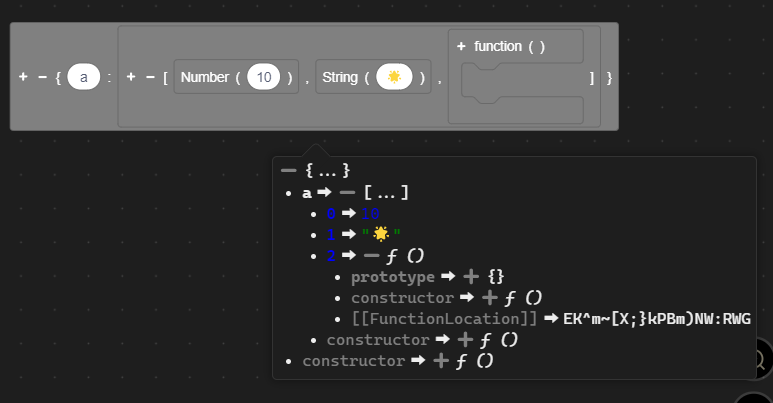 + − { a : + − [ Number ( 10 ) , String ( 🌟 ) , + function ( ) ] }
− {...}
• a ➡ − [...]
• 0 ➡ 10
• 1 ➡ "🌟"
• 2 ➡ − ƒ ()
• prototype ➡ + {}
• constructor ➡ + ƒ ()
• [[FunctionLocation]] ➡ EK^m~[X;}kPBm)NW:RWG
• constructor ➡ + ƒ ()
• constructor ➡ + ƒ ()